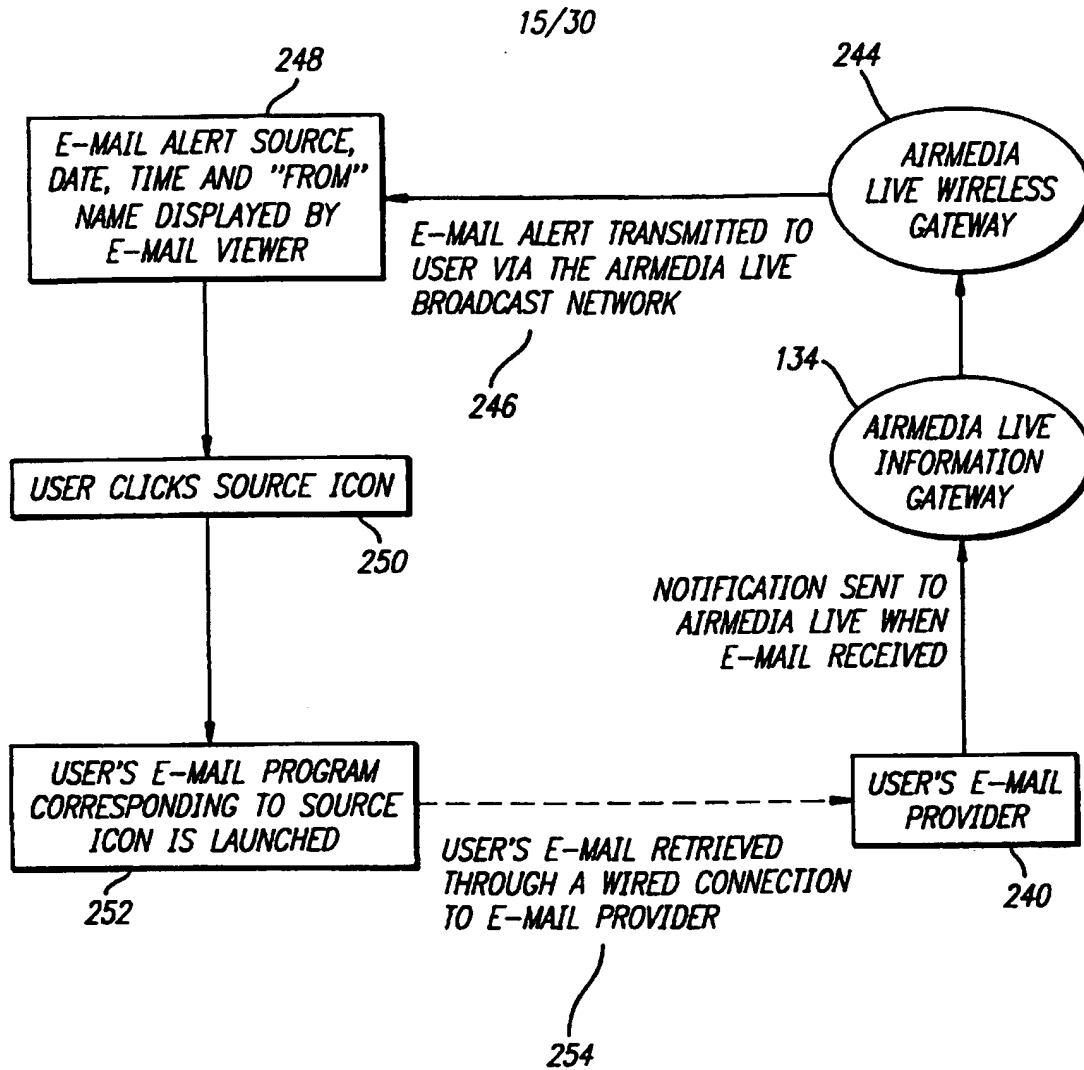 15/30
248
E-MAIL ALERT SOURCE,
DATE, TIME AND "FROM"
NAME DISPLAYED BY
E-MAIL VIEWER
244
AIRMEDIA
LIVE WIRELESS
GATEWAY
E-MAIL ALERT TRANSMITTED TO
USER VIA THE AIRMEDIA LIVE
BROADCAST NETWORK
246
134
AIRMEDIA LIVE
INFORMATION
GATEWAY
USER CLICKS SOURCE ICON
250
NOTIFICATION SENT TO
AIRMEDIA LIVE WHEN
E-MAIL RECEIVED
USER'S E-MAIL PROGRAM
CORRESPONDING TO SOURCE
ICON IS LAUNCHED
252
USER'S E-MAIL
PROVIDER
240
USER'S E-MAIL RETRIEVED
THROUGH A WIRED CONNECTION
TO E-MAIL PROVIDER
254